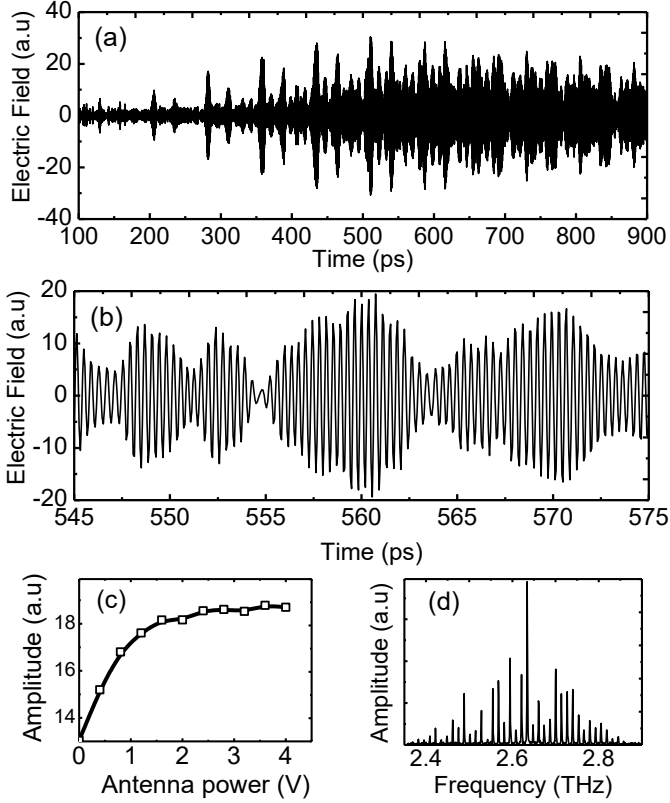 40
(a)
20
0
-20
-40
Electric Field (a.u)
100 200 300 400 500 600 700 800 900
Time (ps)
20
(b)
10
0
-10
-20
Electric Field (a.u)
545 550 555 560 565 570 575
Time (ps)
(c)
18
16
14
Amplitude (a.u)
0 1 2 3 4
Antenna power (V)
(d)
Amplitude (a.u)
2.4 2.6 2.8
Frequency (THz)